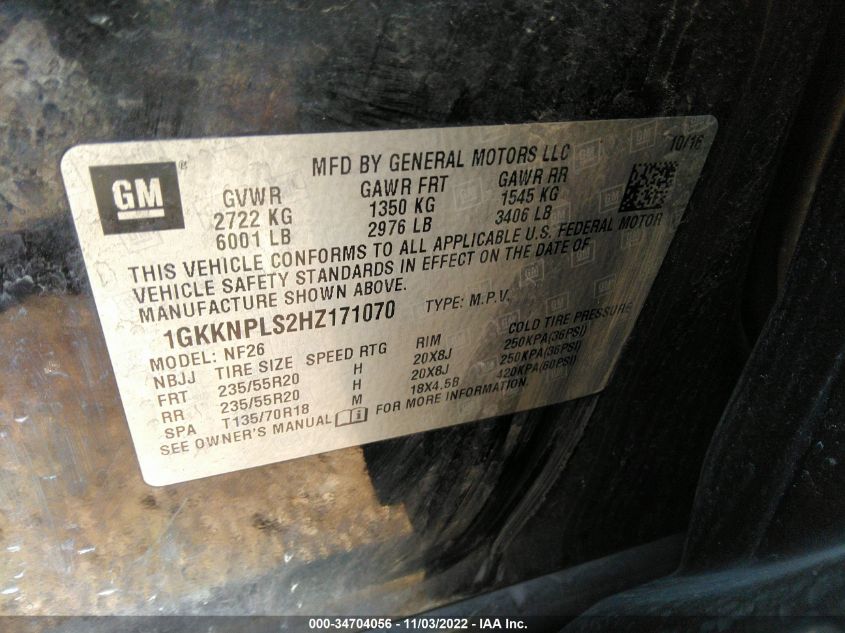 GM®
MFD BY GENERAL MOTORS LLC 10/16
GVWR GAWR FRT GAWR RR
2722 KG 1350 KG 1545 KG
6001 LB 2976 LB 3406 LB
THIS VEHICLE CONFORMS TO ALL APPLICABLE U.S. FEDERAL MOTOR
VEHICLE SAFETY STANDARDS IN EFFECT ON THE DATE OF
MANUFACTURE SHOWN ABOVE.
1GKKNPLS2HZ171070 TYPE: M.P.V.
MODEL: NF26
NBJJ TIRE SIZE SPEED RTG RIM COLD TIRE PRESSURE
FRT 235/55R20 H 20X8J 250KPA(36PSI)
RR 235/55R20 H 20X8J 250KPA(36PSI)
SPA T135/70R18 M 18X4.5B 420KPA(60PSI)
SEE OWNER'S MANUAL FOR MORE INFORMATION.
000-34704056 - 11/03/2022 - IAA Inc.